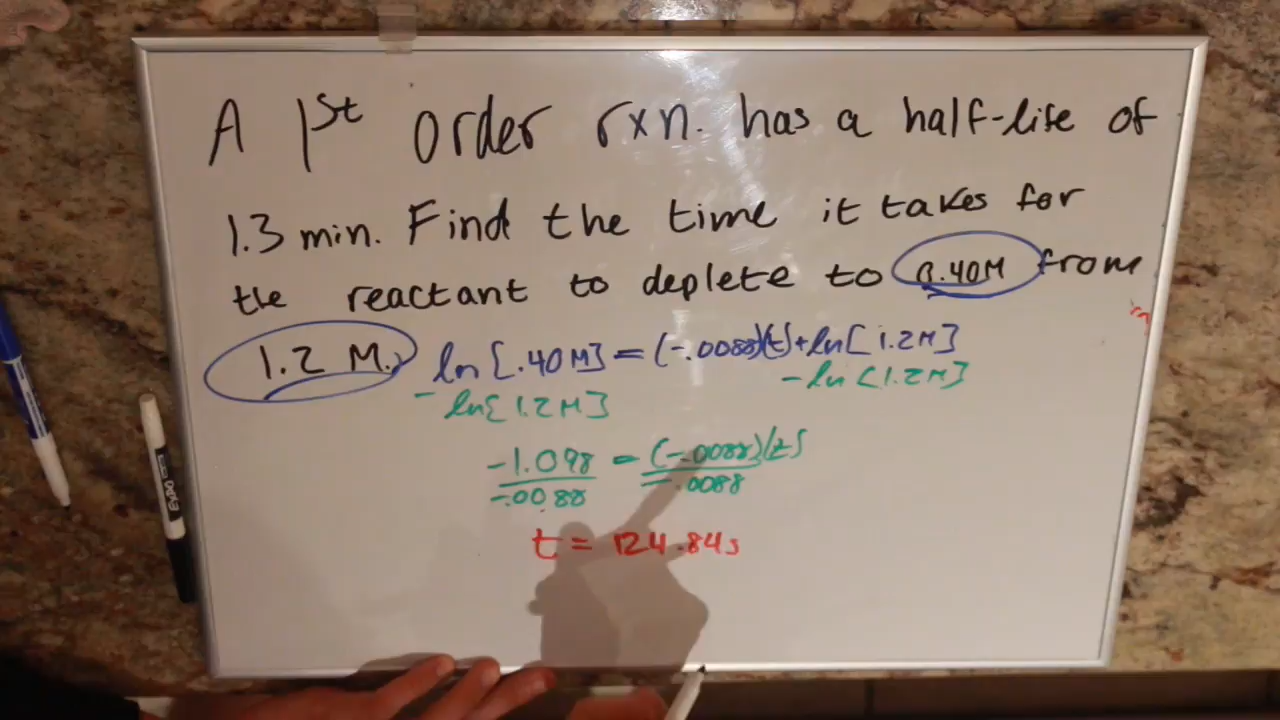 A 1st order rxn. has a half-life of
1.3 min. Find the time it takes for
the reactant to deplete to 0.40M from
1.2 M. ln[.40M] = (-.0088)(t)+ln[1.2M]
-ln[1.2M] -ln[1.2M]
-1.098 = (-.0088)(t)
-.0088 -.0088
t = 124.84s
EXPO